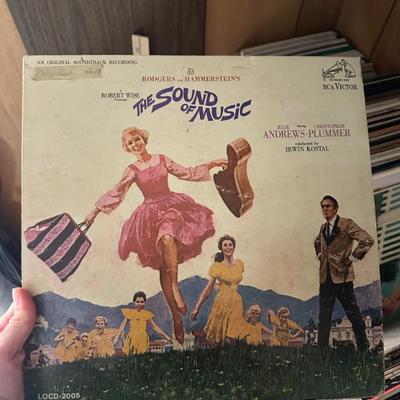 AN ORIGINAL SOUNDTRACK RECORDING
RODGERS and HAMMERSTEIN'S
A
ROBERT WISE
THE SOUND
OF MUSIC
RCA VICTOR
JULIE CHRISTOPHER
ANDREWS · PLUMMER
conducted by
IRWIN KOSTAL
LOCD-2005